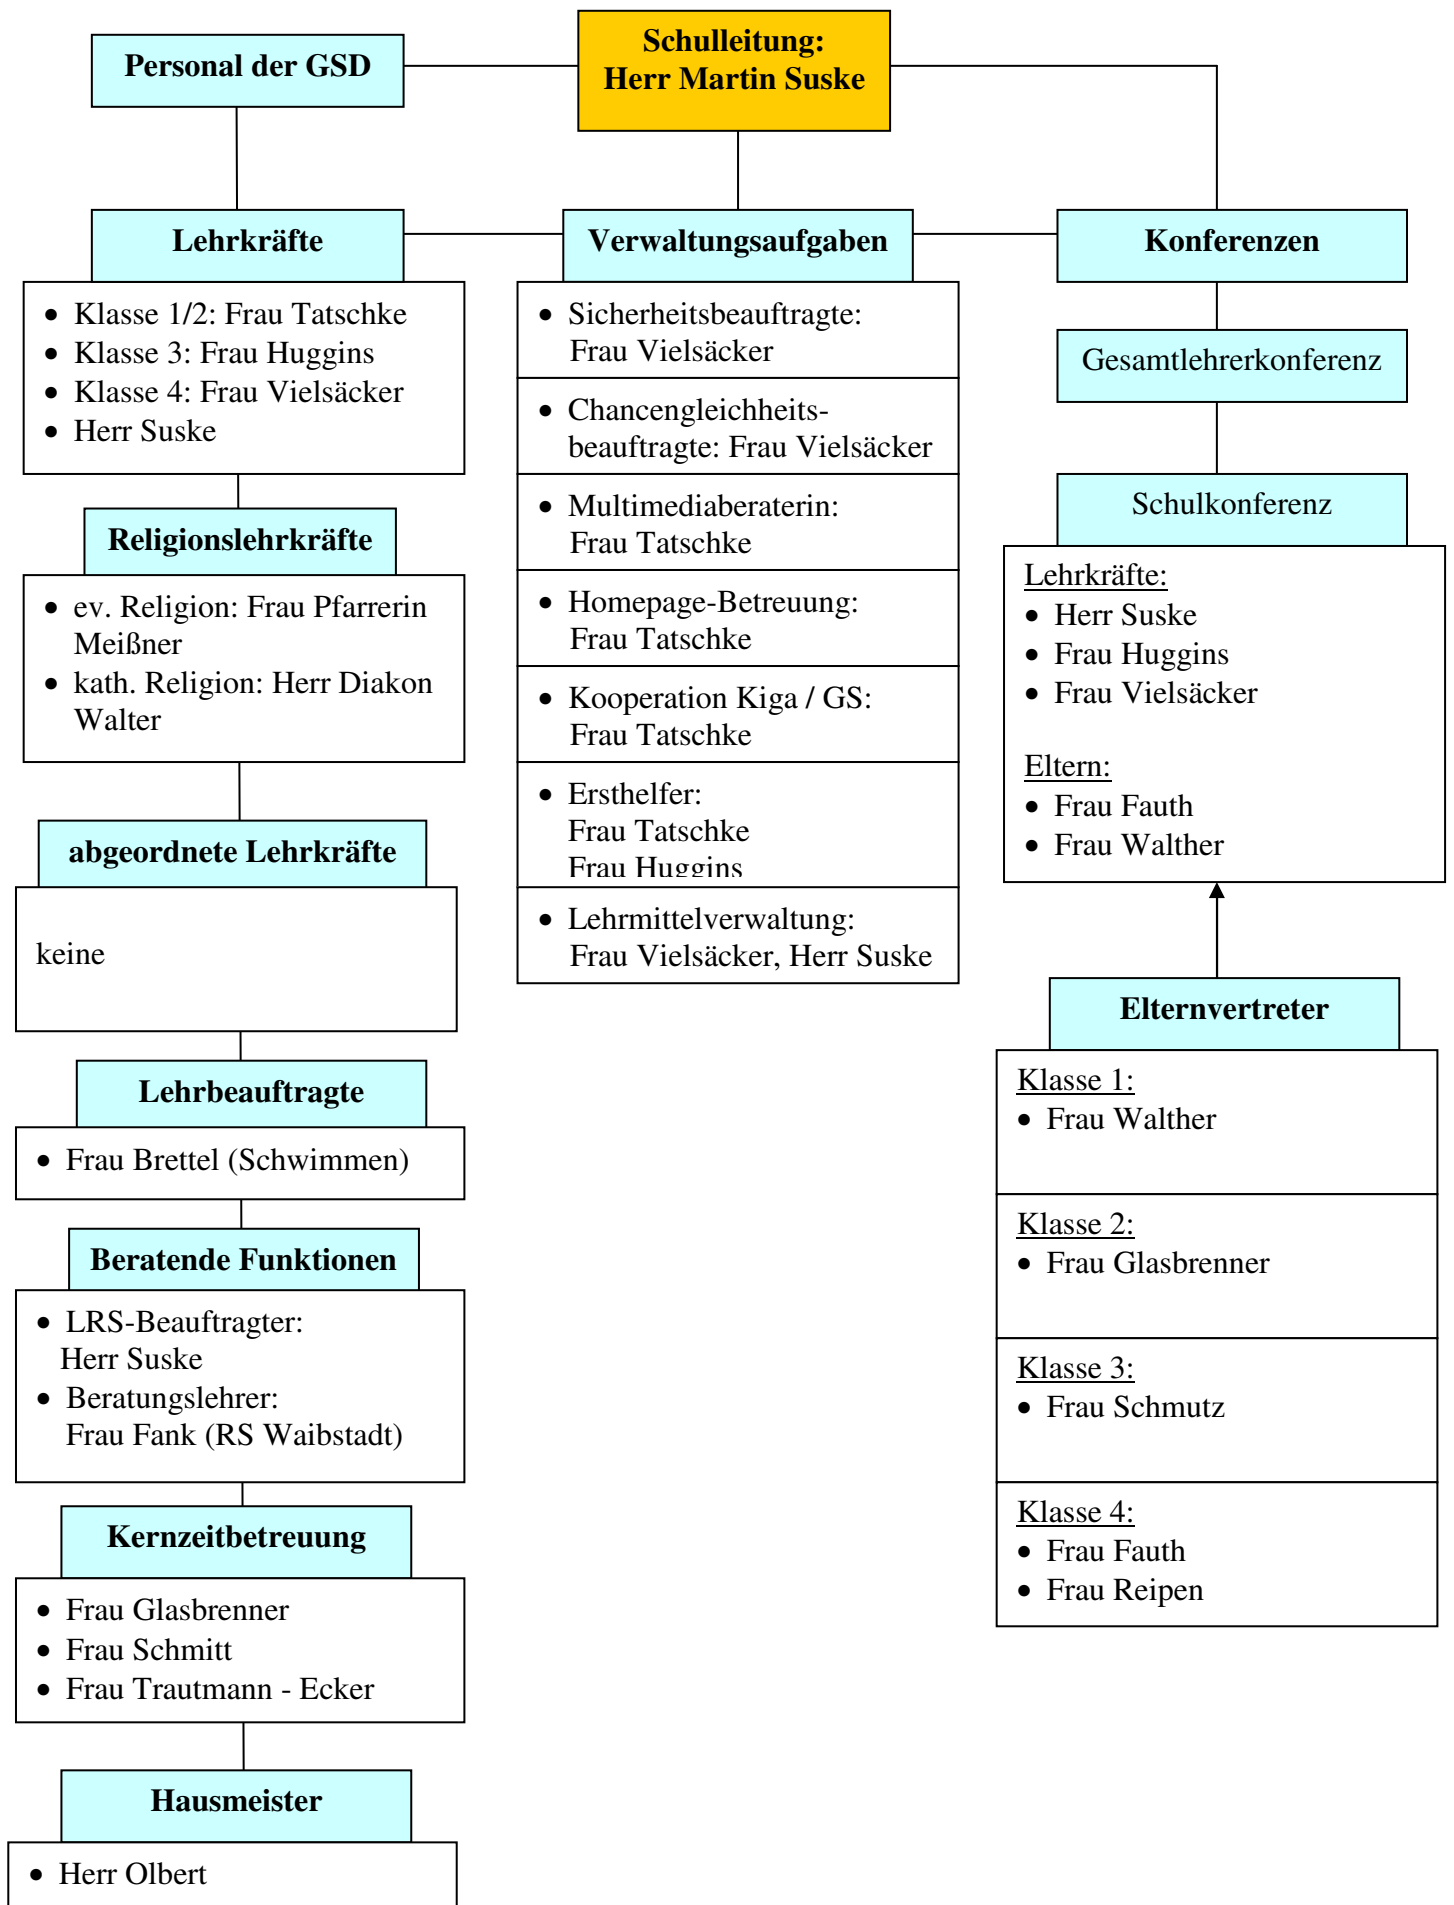 Personal der GSD
Schulleitung:
Herr Martin Suske
Lehrkräfte
• Klasse 1/2: Frau Tatschke
• Klasse 3: Frau Huggins
• Klasse 4: Frau Vielsäcker
• Herr Suske
Religionslehrkräfte
• ev. Religion: Frau Pfarrerin
Meißner
• kath. Religion: Herr Diakon
Walter
abgeordnete Lehrkräfte
keine
Lehrbeauftragte
• Frau Brettel (Schwimmen)
Beratende Funktionen
• LRS-Beauftragter:
Herr Suske
• Beratungslehrer:
Frau Fank (RS Waibstadt)
Kernzeitbetreuung
• Frau Glasbrenner
• Frau Schmitt
• Frau Trautmann - Ecker
Hausmeister
• Herr Olbert
Verwaltungsaufgaben
• Sicherheitsbeauftragte:
Frau Vielsäcker
• Chancengleichheits-
beauftragte: Frau Vielsäcker
• Multimediaberaterin:
Frau Tatschke
• Homepage-Betreuung:
Frau Tatschke
• Kooperation Kiga / GS:
Frau Tatschke
• Ersthelfer:
Frau Tatschke
Frau Huggins
• Lehrmittelverwaltung:
Frau Vielsäcker, Herr Suske
Konferenzen
Gesamtlehrerkonferenz
Schulkonferenz
Lehrkräfte:
• Herr Suske
• Frau Huggins
• Frau Vielsäcker
Eltern:
• Frau Fauth
• Frau Walther
Elternvertreter
Klasse 1:
• Frau Walther
Klasse 2:
• Frau Glasbrenner
Klasse 3:
• Frau Schmutz
Klasse 4:
• Frau Fauth
• Frau Reipen